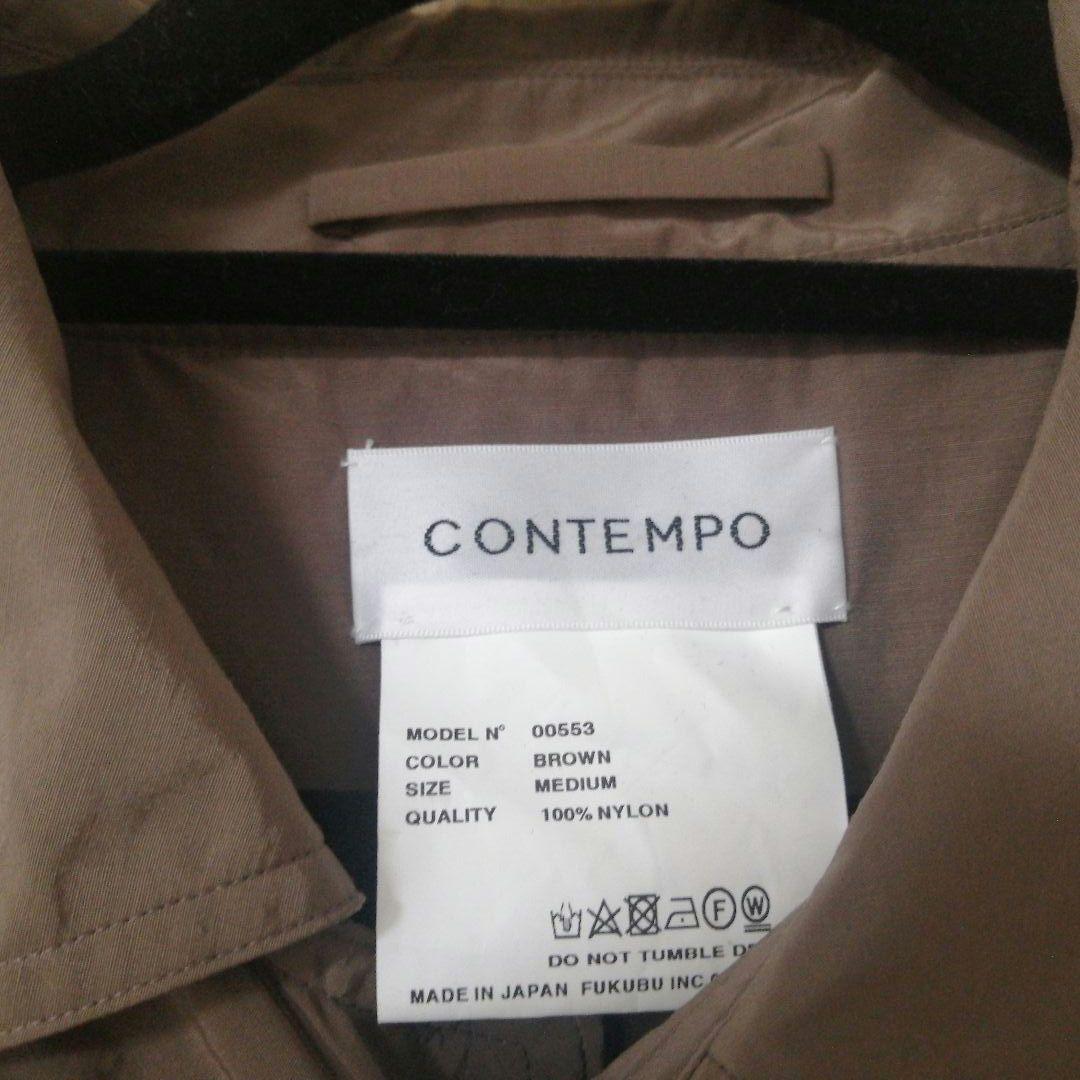 CONTEMPO
MODEL N° 00553
COLOR BROWN
SIZE MEDIUM
QUALITY 100% NYLON
F W
DO NOT TUMBLE
MADE IN JAPAN FUKUBU INC